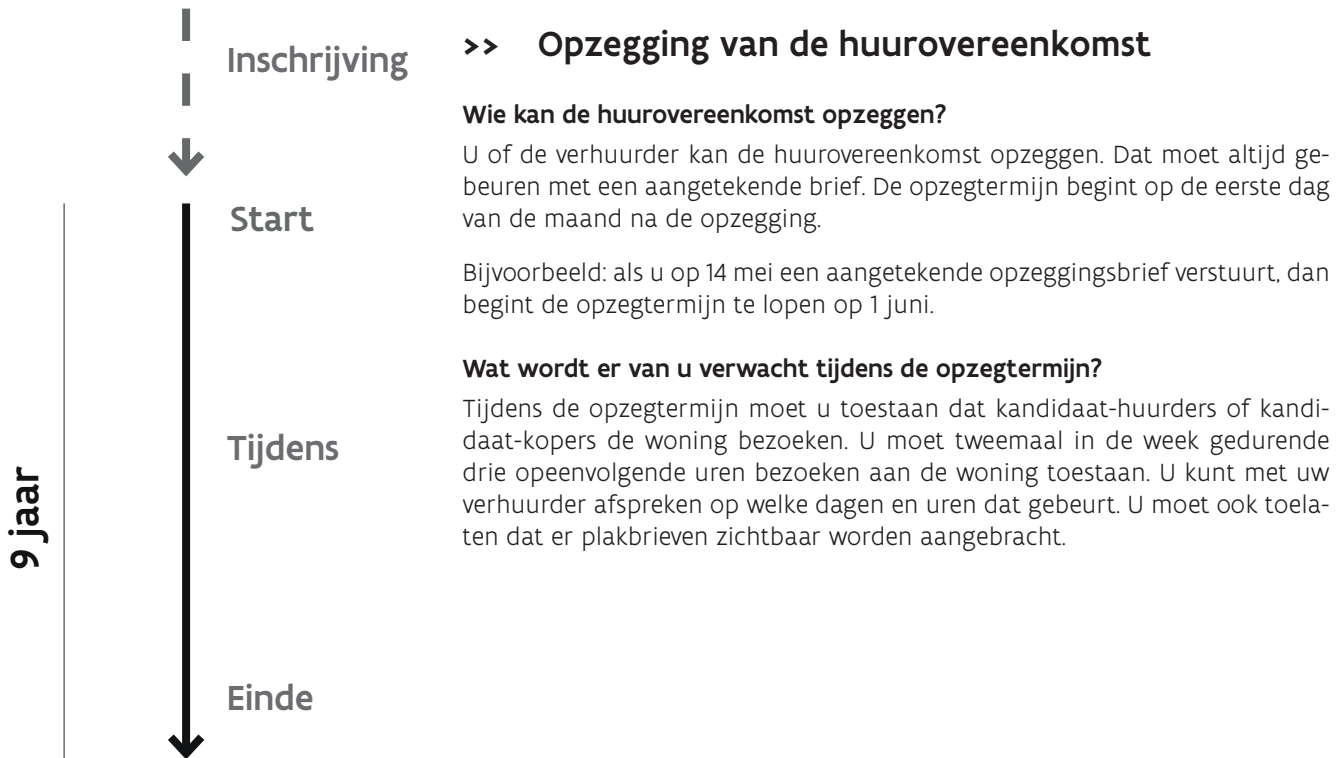 Inschrijving
Start
Tijdens
Einde
9 jaar
>> Opzegging van de huurovereenkomst
Wie kan de huurovereenkomst opzeggen?
U of de verhuurder kan de huurovereenkomst opzeggen. Dat moet altijd ge-
beuren met een aangetekende brief. De opzegtermijn begint op de eerste dag
van de maand na de opzegging.
Bijvoorbeeld: als u op 14 mei een aangetekende opzeggingsbrief verstuurt, dan
begint de opzegtermijn te lopen op 1 juni.
Wat wordt er van u verwacht tijdens de opzegtermijn?
Tijdens de opzegtermijn moet u toestaan dat kandidaat-huurders of kandi-
daat-kopers de woning bezoeken. U moet tweemaal in de week gedurende
drie opeenvolgende uren bezoeken aan de woning toestaan. U kunt met uw
verhuurder afspreken op welke dagen en uren dat gebeurt. U moet ook toela-
ten dat er plakbrieven zichtbaar worden aangebracht.